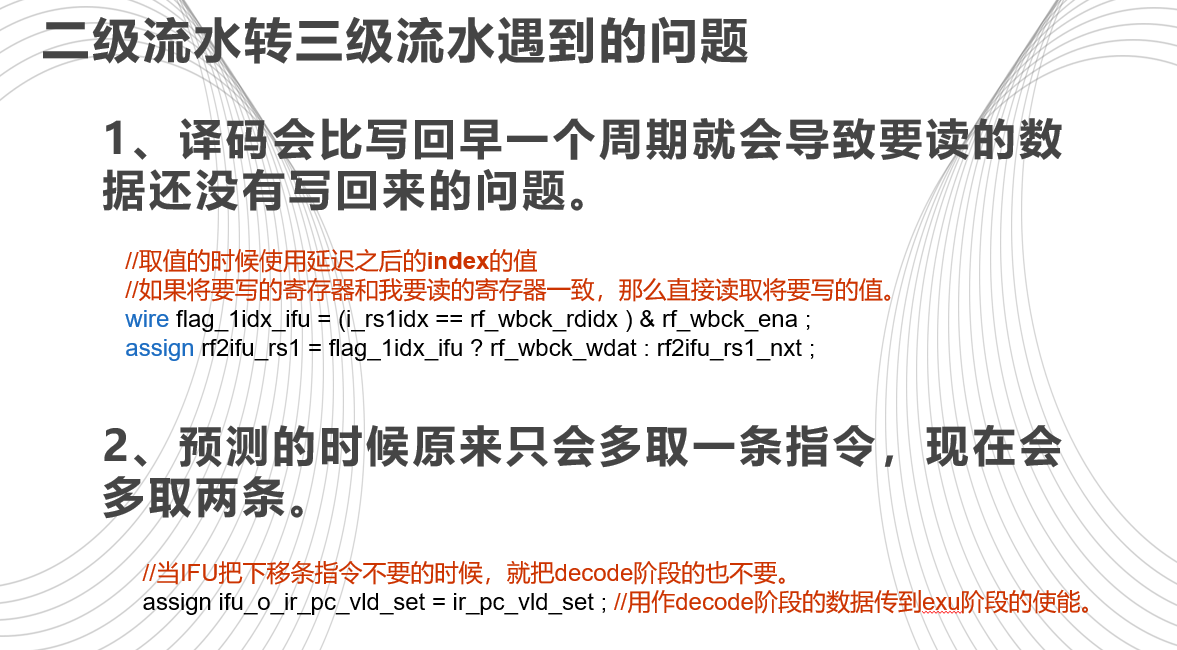 二级流水转三级流水遇到的问题
1、译码会比写回早一个周期就会导致要读的数
据还没有写回来的问题。
//取值的时候使用延迟之后的index的值
//如果将要写的寄存器和我要读的寄存器一致，那么直接读取将要写的值。
wire flag_1idx_ifu = (i_rs1idx == rf_wbck_rdidx ) & rf_wbck_ena ;
assign rf2ifu_rs1 = flag_1idx_ifu ? rf_wbck_wdat : rf2ifu_rs1_nxt ;
2、预测的时候原来只会多取一条指令，现在会
多取两条。
//当IFU把下移条指令不要的时候，就把decode阶段的也不要。
assign ifu_o_ir_pc_vld_set = ir_pc_vld_set ; //用作decode阶段的数据传到exu阶段的使能。